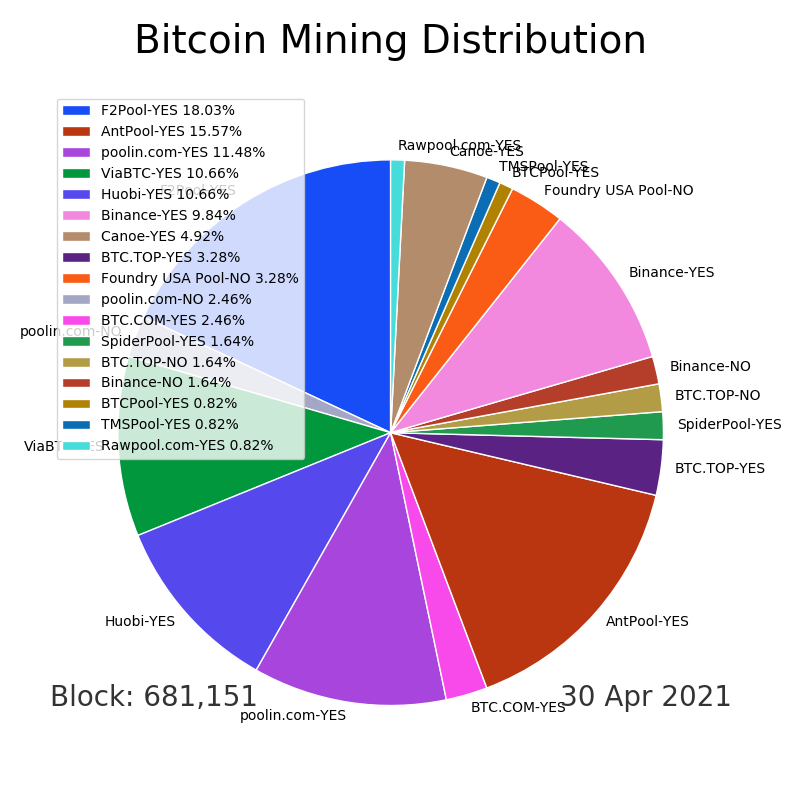 Bitcoin Mining Distribution
F2Pool-YES 18.03%
AntPool-YES 15.57%
poolin.com-YES 11.48%
ViaBTC-YES 10.66%
Huobi-YES 10.66%
Binance-YES 9.84%
Canoe-YES 4.92%
BTC.TOP-YES 3.28%
Foundry USA Pool-NO 3.28%
poolin.com-NO 2.46%
BTC.COM-YES 2.46%
SpiderPool-YES 1.64%
BTC.TOP-NO 1.64%
Binance-NO 1.64%
BTCPool-YES 0.82%
TMSPool-YES 0.82%
Rawpool.com-YES 0.82%
Rawpool.com-YES
Canoe-YES
TMSPool-YES
BTCPool-YES
Foundry USA Pool-NO
F2Pool-YES
Binance-YES
poolin.com-NO
Binance-NO
BTC.TOP-NO
SpiderPool-YES
ViaBTC-YES
BTC.TOP-YES
Huobi-YES
AntPool-YES
poolin.com-YES
BTC.COM-YES
Block: 681,151
30 Apr 2021